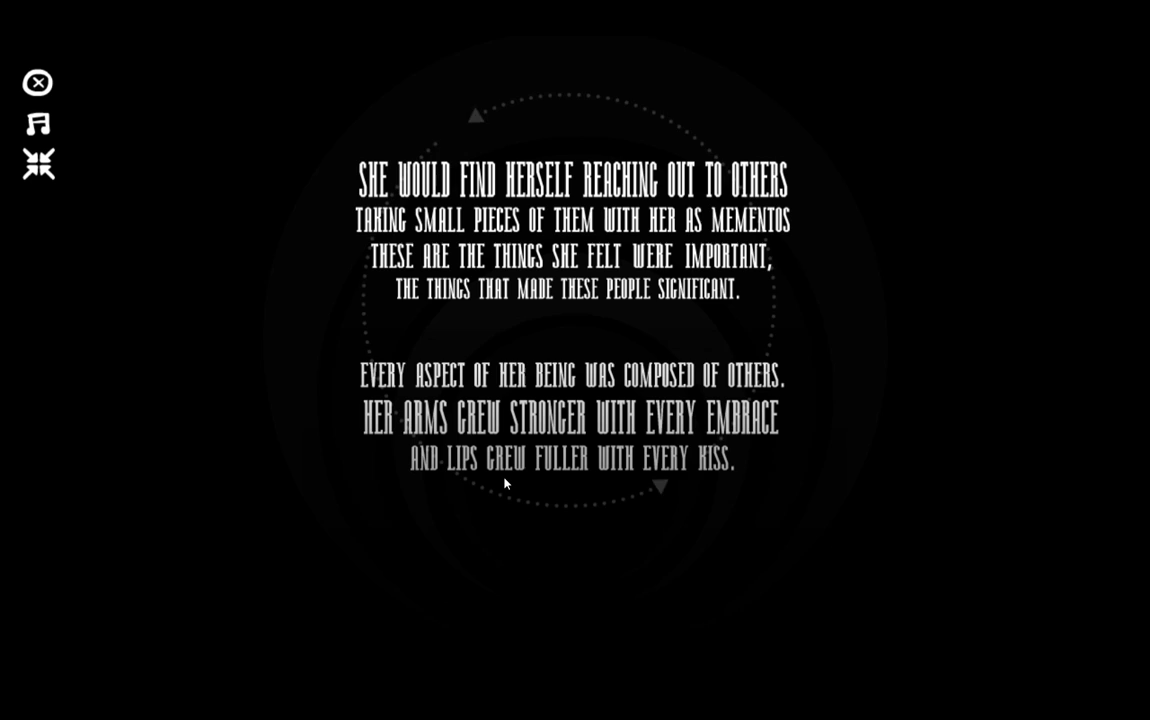 SHE WOULD FIND HERSELF REACHING OUT TO OTHERS
TAKING SMALL PIECES OF THEM WITH HER AS MEMENTOS
THESE ARE THE THINGS SHE FELT WERE IMPORTANT,
THE THINGS THAT MADE THESE PEOPLE SIGNIFICANT.
EVERY ASPECT OF HER BEING WAS COMPOSED OF OTHERS.
HER ARMS GREW STRONGER WITH EVERY EMBRACE
AND LIPS GREW FULLER WITH EVERY KISS.